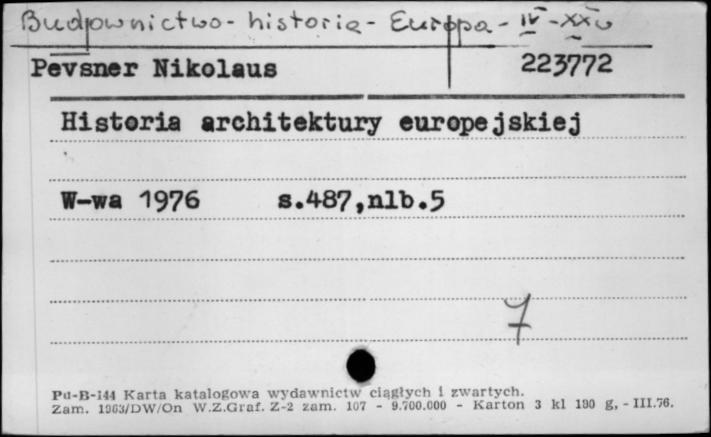 Budownictwo - historia - Europa - IV - XX w
Pevsner Nikolaus 223772
Historia architektury europejskiej
W-wa 1976 s.487,nlb.5
7
Pu-B-144 Karta katalogowa wydawnictw ciągłych i zwartych.
Zam. 1963/DW/On W.Z.Graf. Z-2 zam. 107 - 9.700.000 - Karton 3 kl 190 g, - III.76.